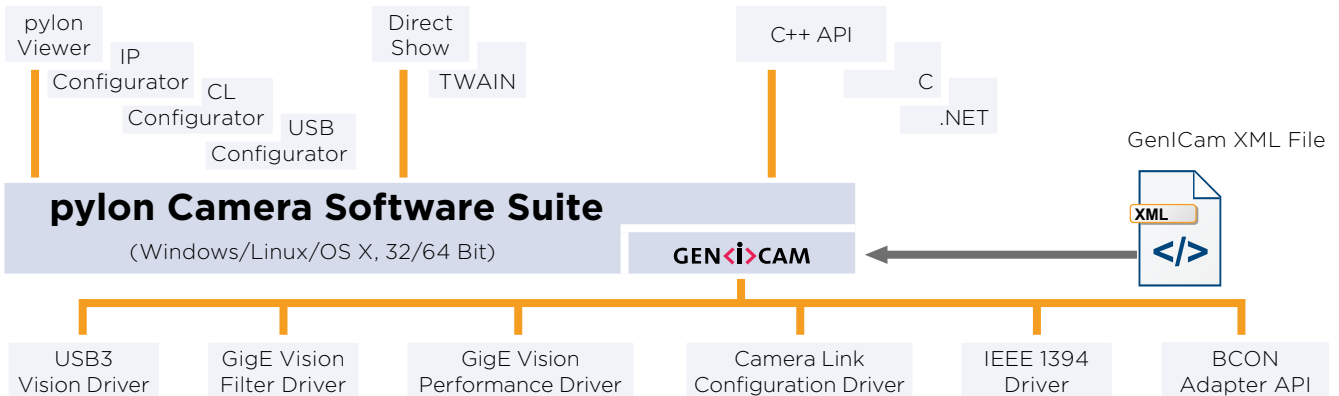 pylon
Viewer
IP
Configurator
CL
Configurator
USB
Configurator
Direct
Show
TWAIN
C++ API
C
.NET
GenICam XML File
XML
</>
pylon Camera Software Suite
(Windows/Linux/OS X, 32/64 Bit)
GEN<i>CAM
USB3
Vision Driver
GigE Vision
Filter Driver
GigE Vision
Performance Driver
Camera Link
Configuration Driver
IEEE 1394
Driver
BCON
Adapter API